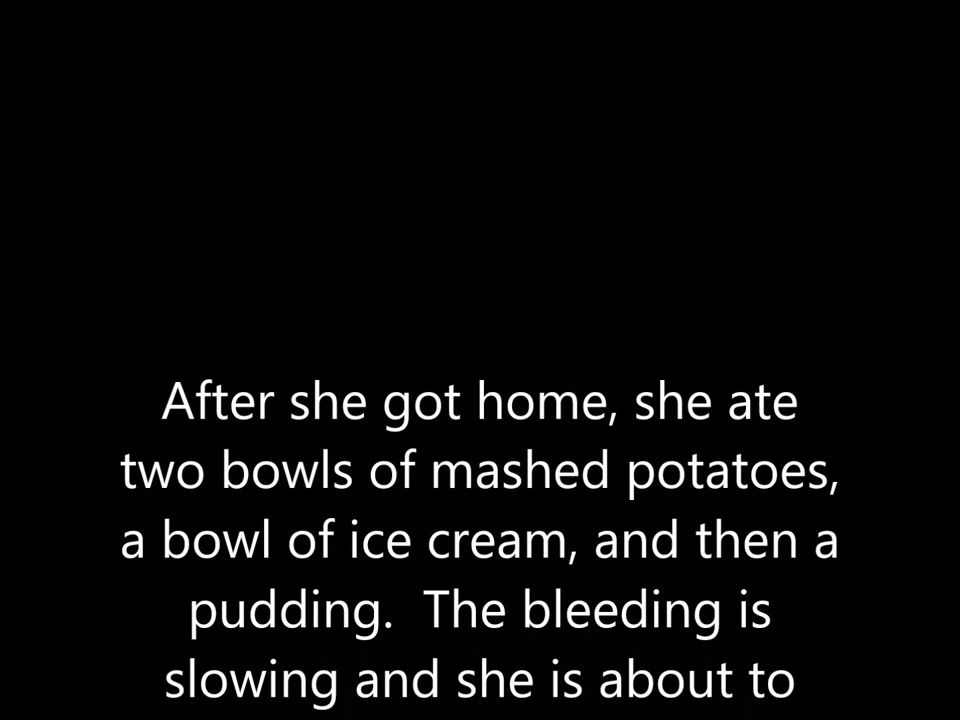 After she got home, she ate
two bowls of mashed potatoes,
a bowl of ice cream, and then a
pudding.  The bleeding is
slowing and she is about to